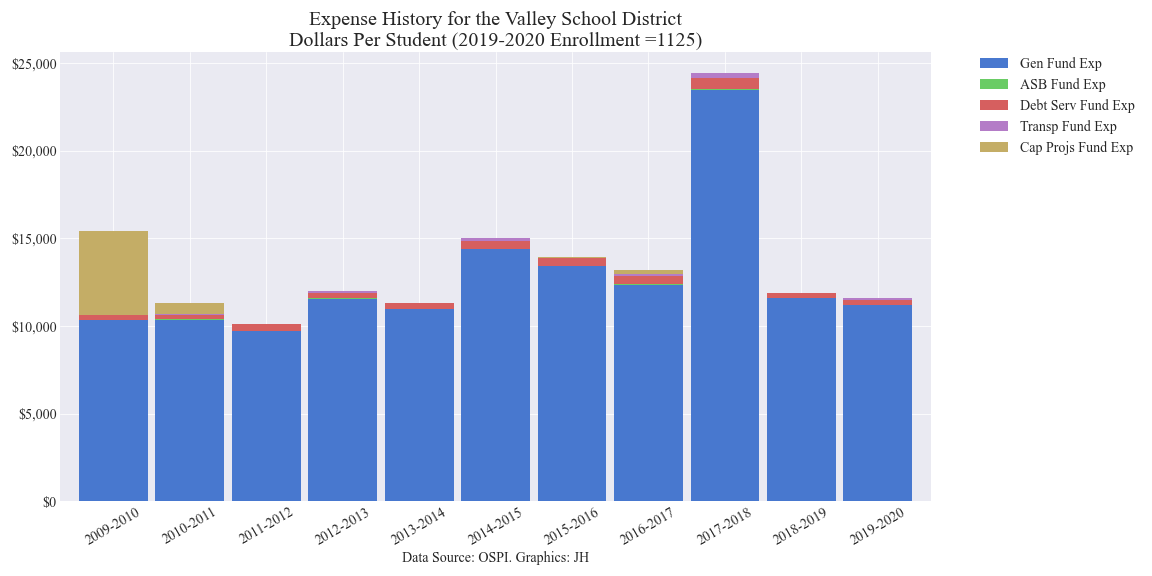 Expense History for the Valley School District
Dollars Per Student (2019-2020 Enrollment =1125)
$25,000
$20,000
$15,000
$10,000
$5,000
$0
2009-2010
2010-2011
2011-2012
2012-2013
2013-2014
2014-2015
2015-2016
2016-2017
2017-2018
2018-2019
2019-2020
Data Source: OSPI. Graphics: JH
Gen Fund Exp
ASB Fund Exp
Debt Serv Fund Exp
Transp Fund Exp
Cap Projs Fund Exp